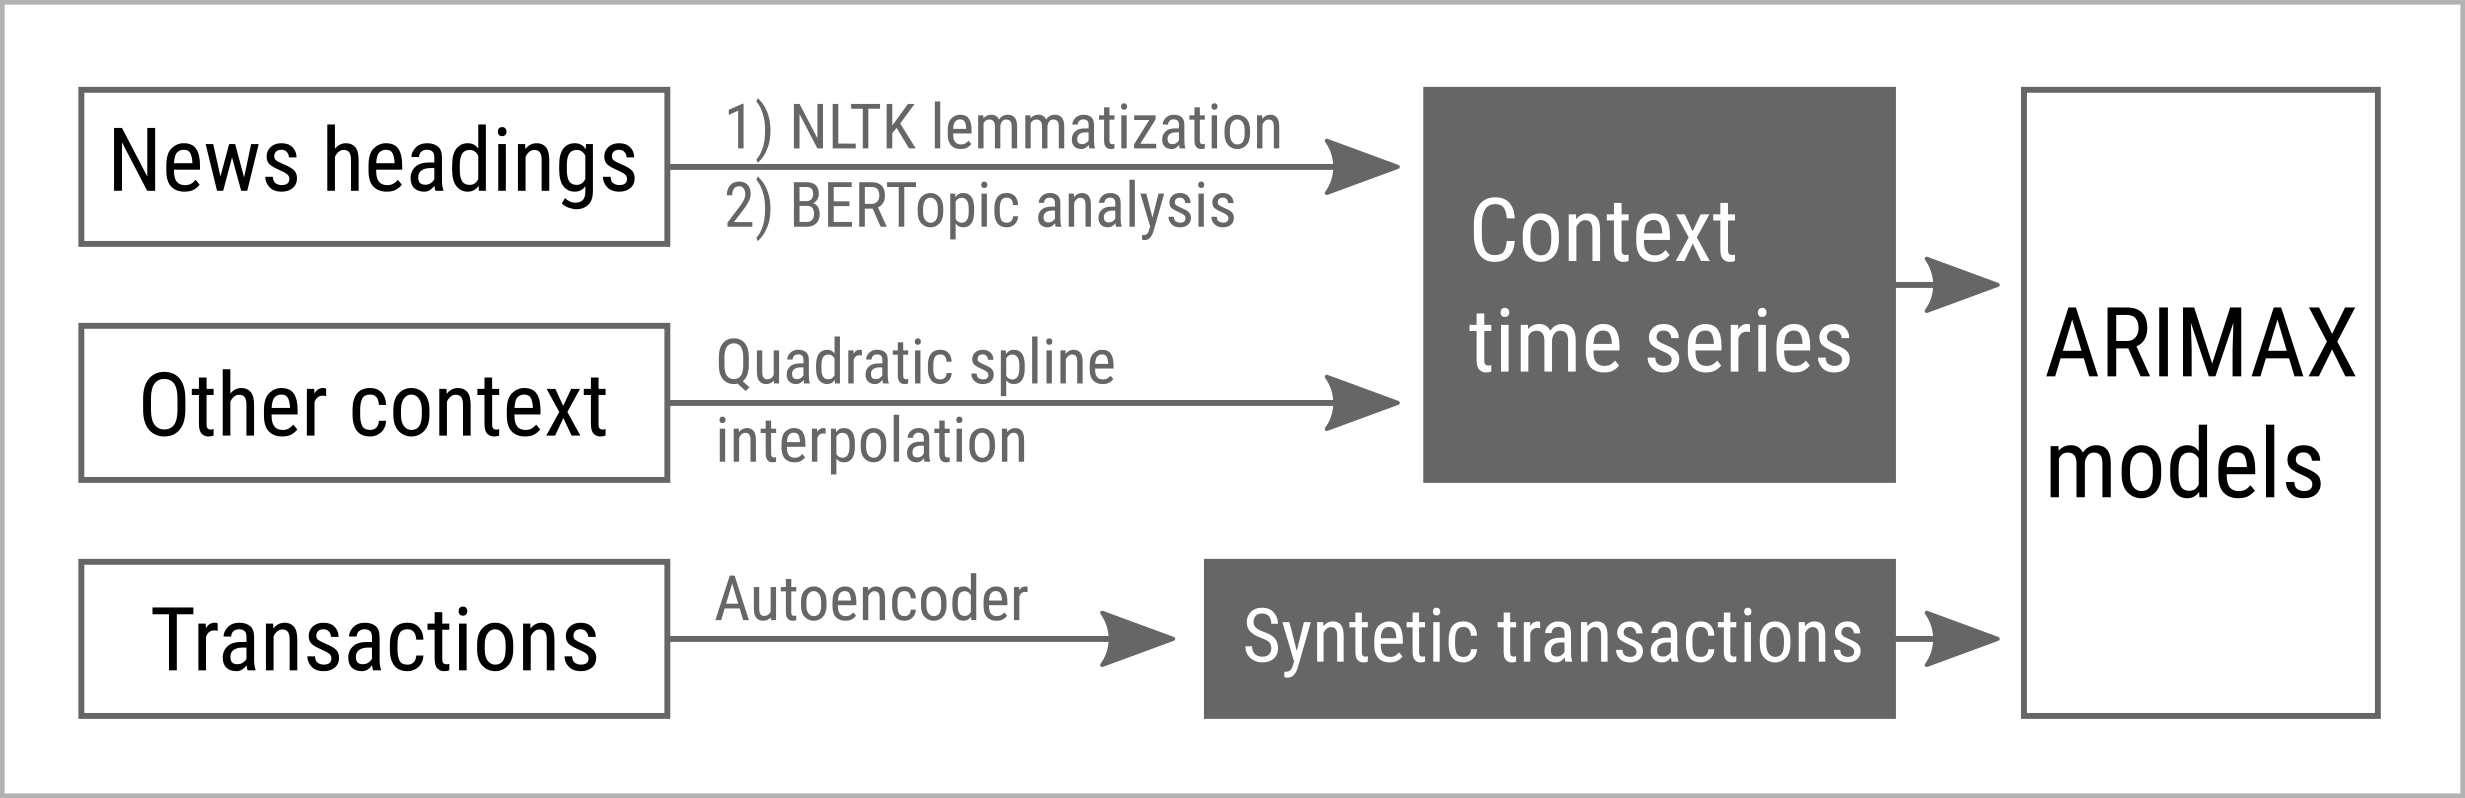 News headings
1) NLTK lemmatization
2) BERTopic analysis
Other context
Quadratic spline
interpolation
Context
time series
Transactions
Autoencoder
Syntetic transactions
ARIMAX
models